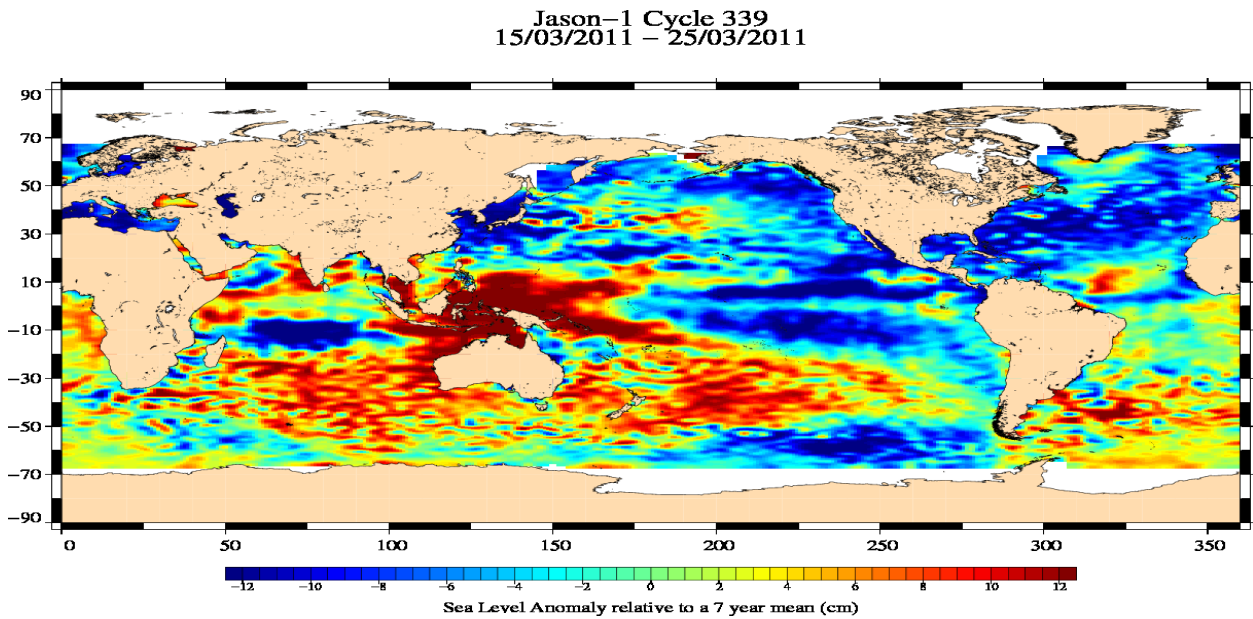 Jason−1 Cycle 339
15/03/2011 − 25/03/2011
90
70
50
30
10
−10
−30
−50
−70
−90
0 50 100 150 200 250 300 350
−12 −10 −8 −6 −4 −2 0 2 4 6 8 10 12
Sea Level Anomaly relative to a 7 year mean (cm)